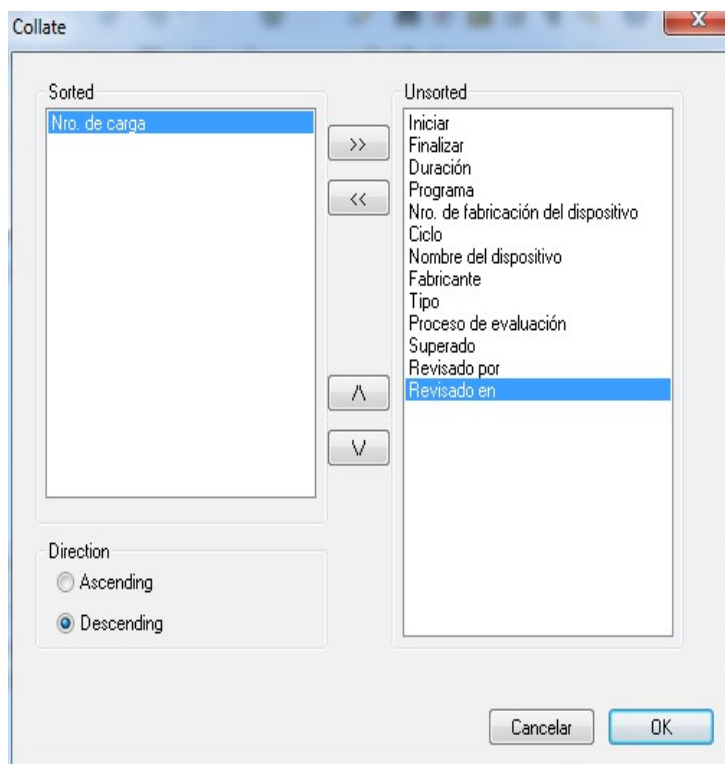 Collate
X
Sorted
Nro. de carga
>>
<<
/\
\/
Unsorted
Iniciar
Finalizar
Duración
Programa
Nro. de fabricación del dispositivo
Ciclo
Nombre del dispositivo
Fabricante
Tipo
Proceso de evaluación
Superado
Revisado por
Revisado en
Direction
Ascending
Descending
Cancelar
OK